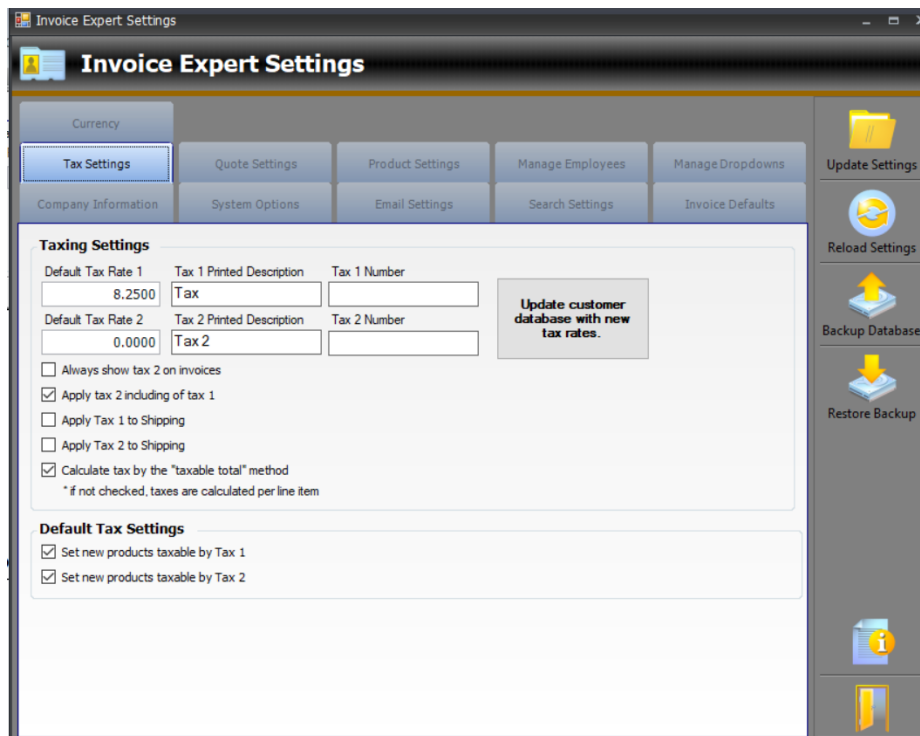 Invoice Expert Settings
Invoice Expert Settings
Currency
Tax Settings Quote Settings Product Settings Manage Employees Manage Dropdowns
Company Information System Options Email Settings Search Settings Invoice Defaults
Update Settings
Reload Settings
Backup Database
Restore Backup
Taxing Settings
Default Tax Rate 1 Tax 1 Printed Description Tax 1 Number
8.2500 Tax
Default Tax Rate 2 Tax 2 Printed Description Tax 2 Number
0.0000 Tax 2
Update customer
database with new
tax rates.
Always show tax 2 on invoices
Apply tax 2 including of tax 1
Apply Tax 1 to Shipping
Apply Tax 2 to Shipping
Calculate tax by the "taxable total" method
* if not checked, taxes are calculated per line item
Default Tax Settings
Set new products taxable by Tax 1
Set new products taxable by Tax 2